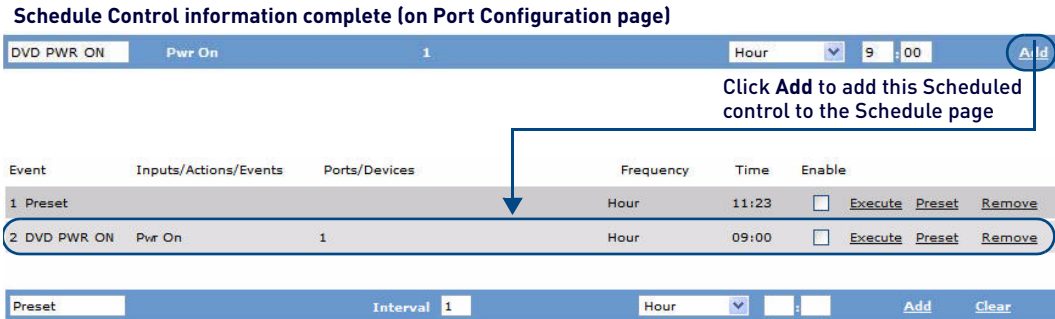 Schedule Control information complete (on Port Configuration page)
DVD PWR ON Pwr On 1 Hour 9 : 00 Add
Click Add to add this Scheduled
control to the Schedule page
Event Inputs/Actions/Events Ports/Devices Frequency Time Enable
1 Preset Hour 11:23 Execute Preset Remove
2 DVD PWR ON Pwr On 1 Hour 09:00 Execute Preset Remove
Preset Interval 1 Hour : Add Clear